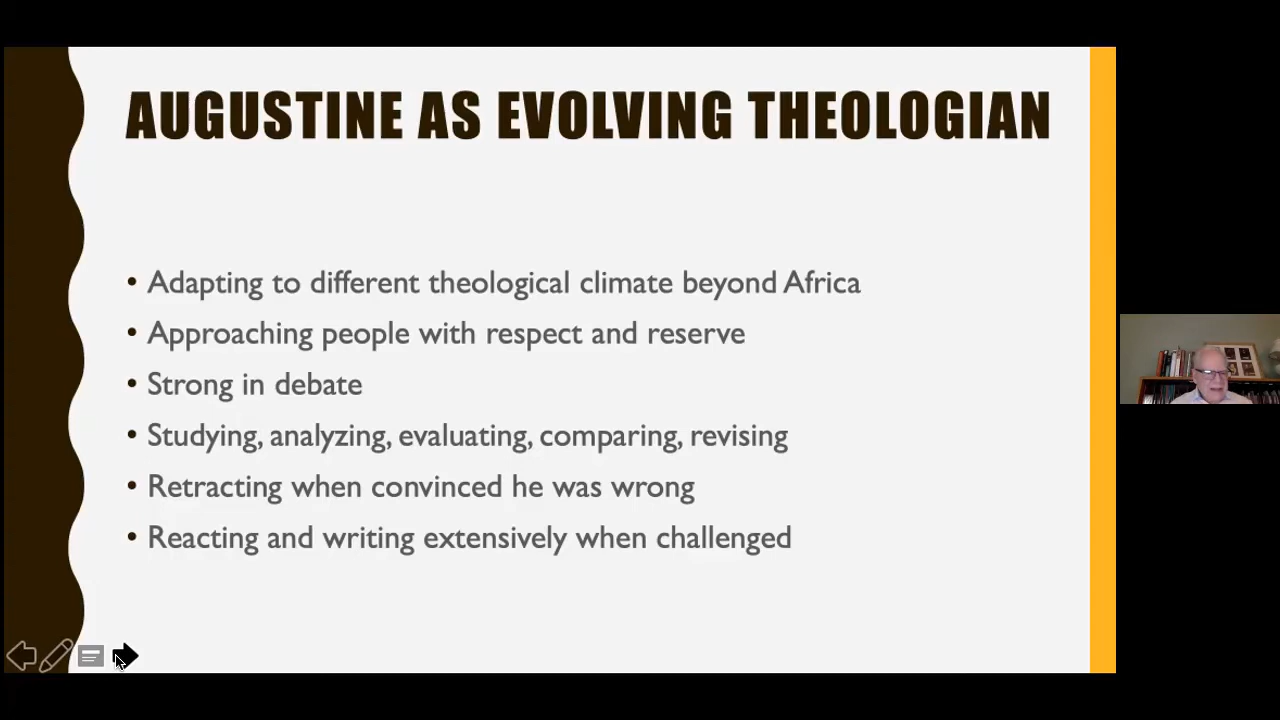 AUGUSTINE AS EVOLVING THEOLOGIAN
• Adapting to different theological climate beyond Africa
• Approaching people with respect and reserve
• Strong in debate
• Studying, analyzing, evaluating, comparing, revising
• Retracting when convinced he was wrong
• Reacting and writing extensively when challenged